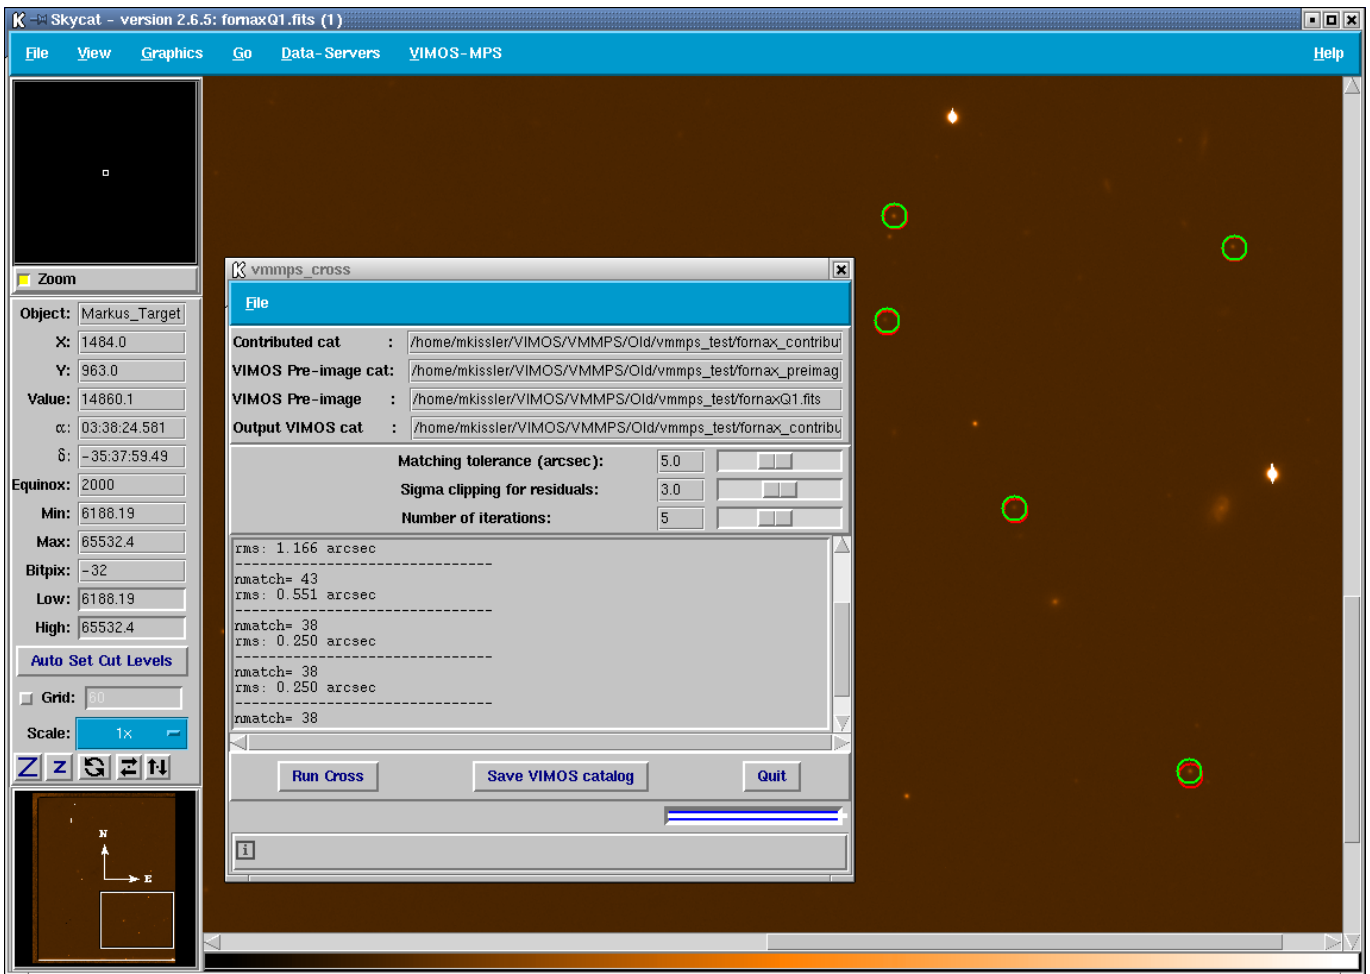 Skycat - version 2.6.5: fornaxQ1.fits (1)
File View Graphics Go Data-Servers VIMOS-MPS Help
Zoom
Object: Markus_Target
X: 1484.0
Y: 963.0
Value: 14860.1
α: 03:38:24.581
δ: -35:37:59.49
Equinox: 2000
Min: 6188.19
Max: 65532.4
Bitpix: -32
Low: 6188.19
High: 65532.4
Auto Set Cut Levels
Grid: 60
Scale: 1x
Z z
N
E
vmmps_cross
File
Contributed cat : /home/mkissler/VIMOS/VMMPS/Old/vmmps_test/fornax_contribut
VIMOS Pre-image cat: /home/mkissler/VIMOS/VMMPS/Old/vmmps_test/fornax_preimag
VIMOS Pre-image : /home/mkissler/VIMOS/VMMPS/Old/vmmps_test/fornaxQ1.fits
Output VIMOS cat : /home/mkissler/VIMOS/VMMPS/Old/vmmps_test/fornax_contribu
Matching tolerance (arcsec): 5.0
Sigma clipping for residuals: 3.0
Number of iterations: 5
rms: 1.166 arcsec
------------------------------
nmatch= 43
rms: 0.551 arcsec
------------------------------
nmatch= 38
rms: 0.250 arcsec
------------------------------
nmatch= 38
rms: 0.250 arcsec
------------------------------
nmatch= 38
Run Cross Save VIMOS catalog Quit
i